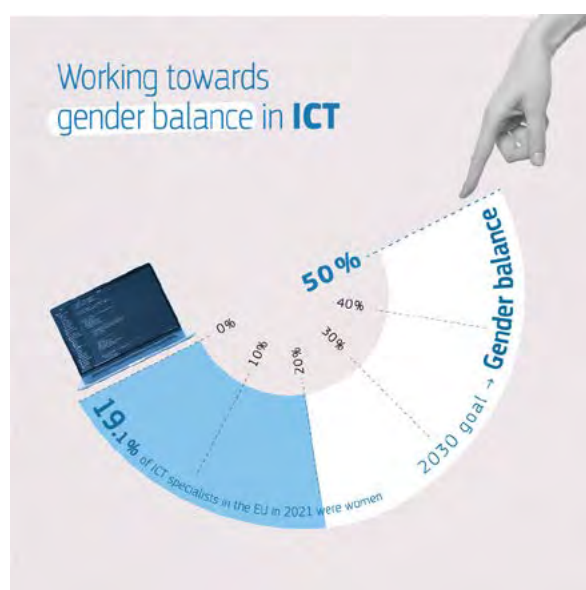 Working towards
gender balance in ICT
0%
10%
20%
30%
40%
50%
19.1% of ICT specialists in the EU in 2021 were women
2030 goal → Gender balance